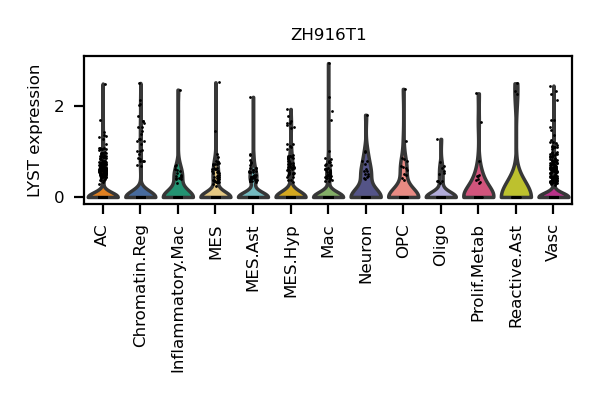 ZH916T1
LYST expression
2
0
AC
Chromatin.Reg
Inflammatory.Mac
MES
MES.Ast
MES.Hyp
Mac
Neuron
OPC
Oligo
Prolif.Metab
Reactive.Ast
Vasc